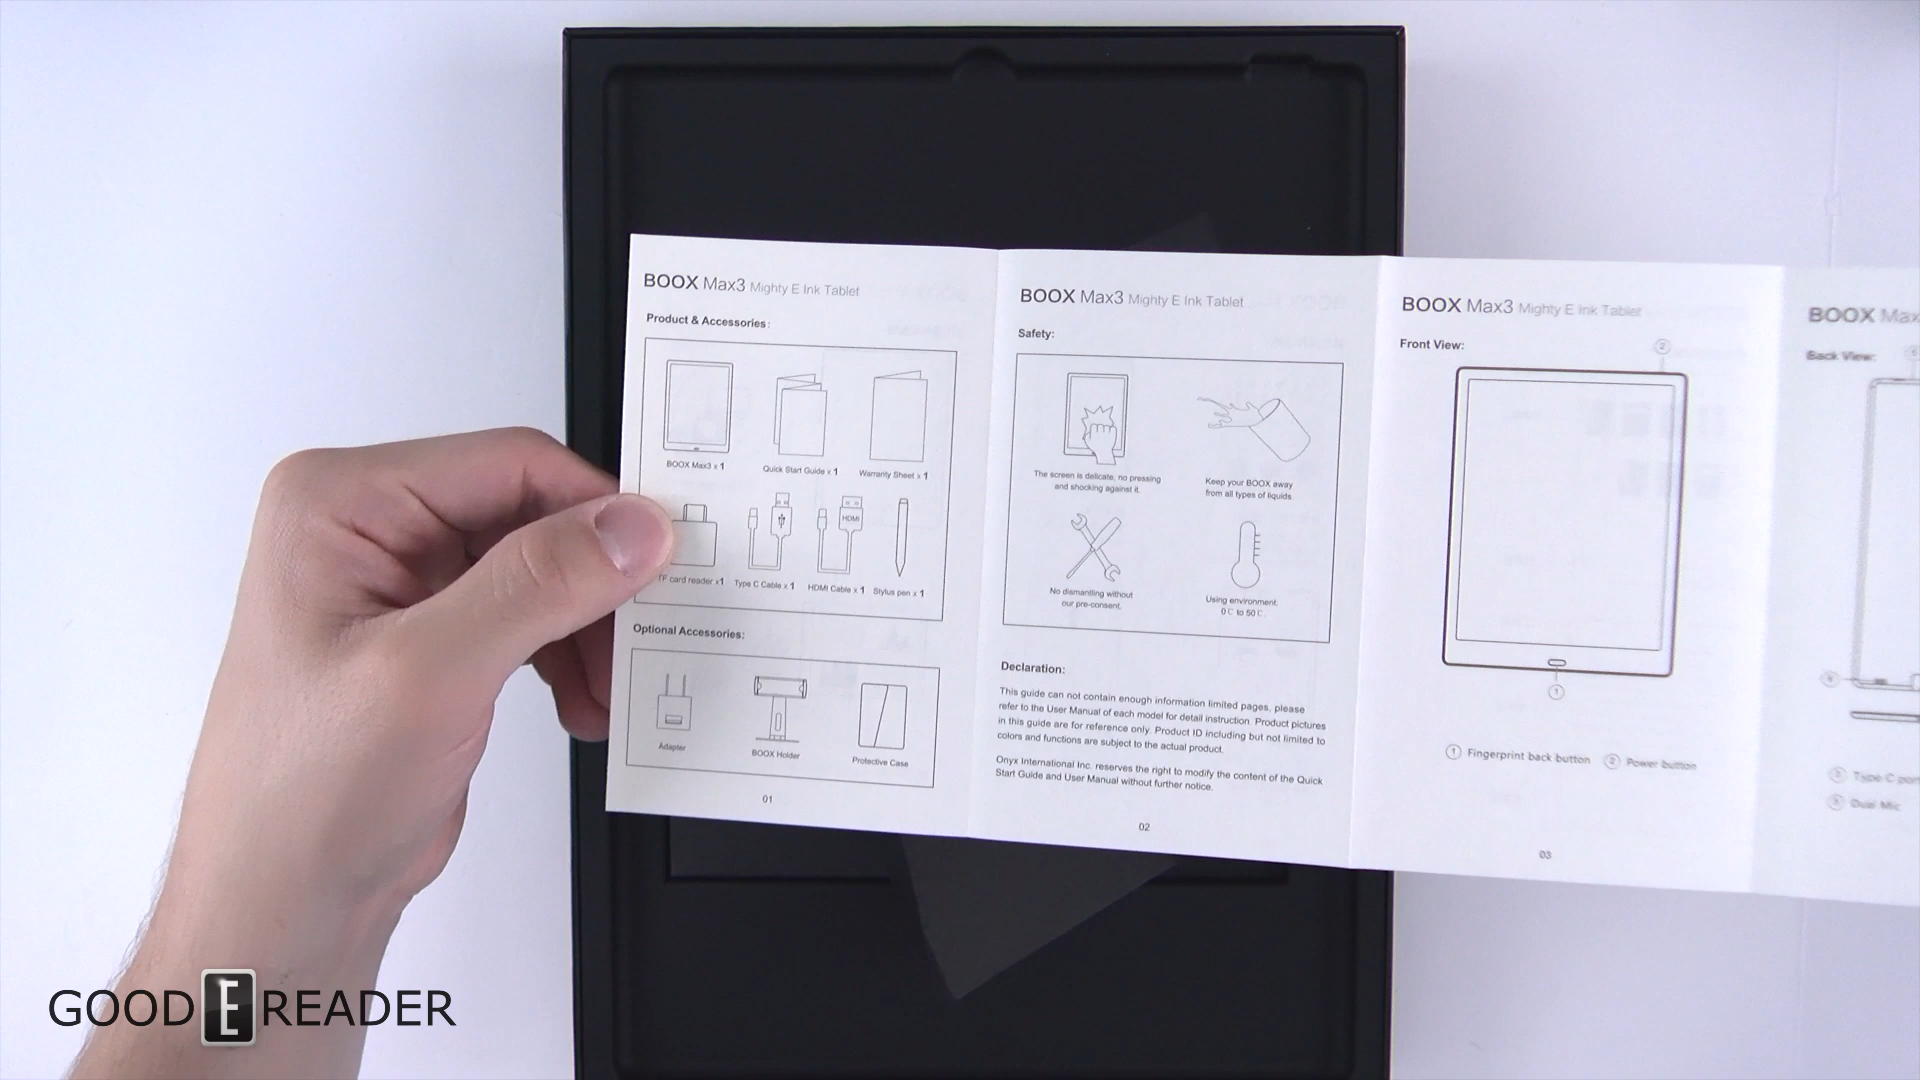 BOOX Max3 Mighty E Ink Tablet
Product & Accessories:
BOOX Max3 x 1
Quick Start Guide x 1
Warranty Sheet x 1
TF card reader x1
Type C Cable x 1
HDMI
HDMI Cable x 1
Stylus pen x 1
Optional Accessories:
Adapter
BOOX Holder
Protective Case
01
BOOX Max3 Mighty E Ink Tablet
Safety:
The screen is delicate, no pressing
and shocking against it.
Keep your BOOX away
from all types of liquids
No dismantling without
our pre-consent.
Using environment:
0℃ to 50℃.
Declaration:
This guide can not contain enough information limited pages, please
refer to the User Manual of each model for detail instruction. Product pictures
in this guide are for reference only. Product ID including but not limited to
colors and functions are subject to the actual product.
Onyx International Inc. reserves the right to modify the content of the Quick
Start Guide and User Manual without further notice.
02
BOOX Max3 Mighty E Ink Tablet
Front View:
2
1
1 Fingerprint back button 2 Power button
03
BOOX Max
Back View:
Type C por
Dual Mic
GOOD E READER